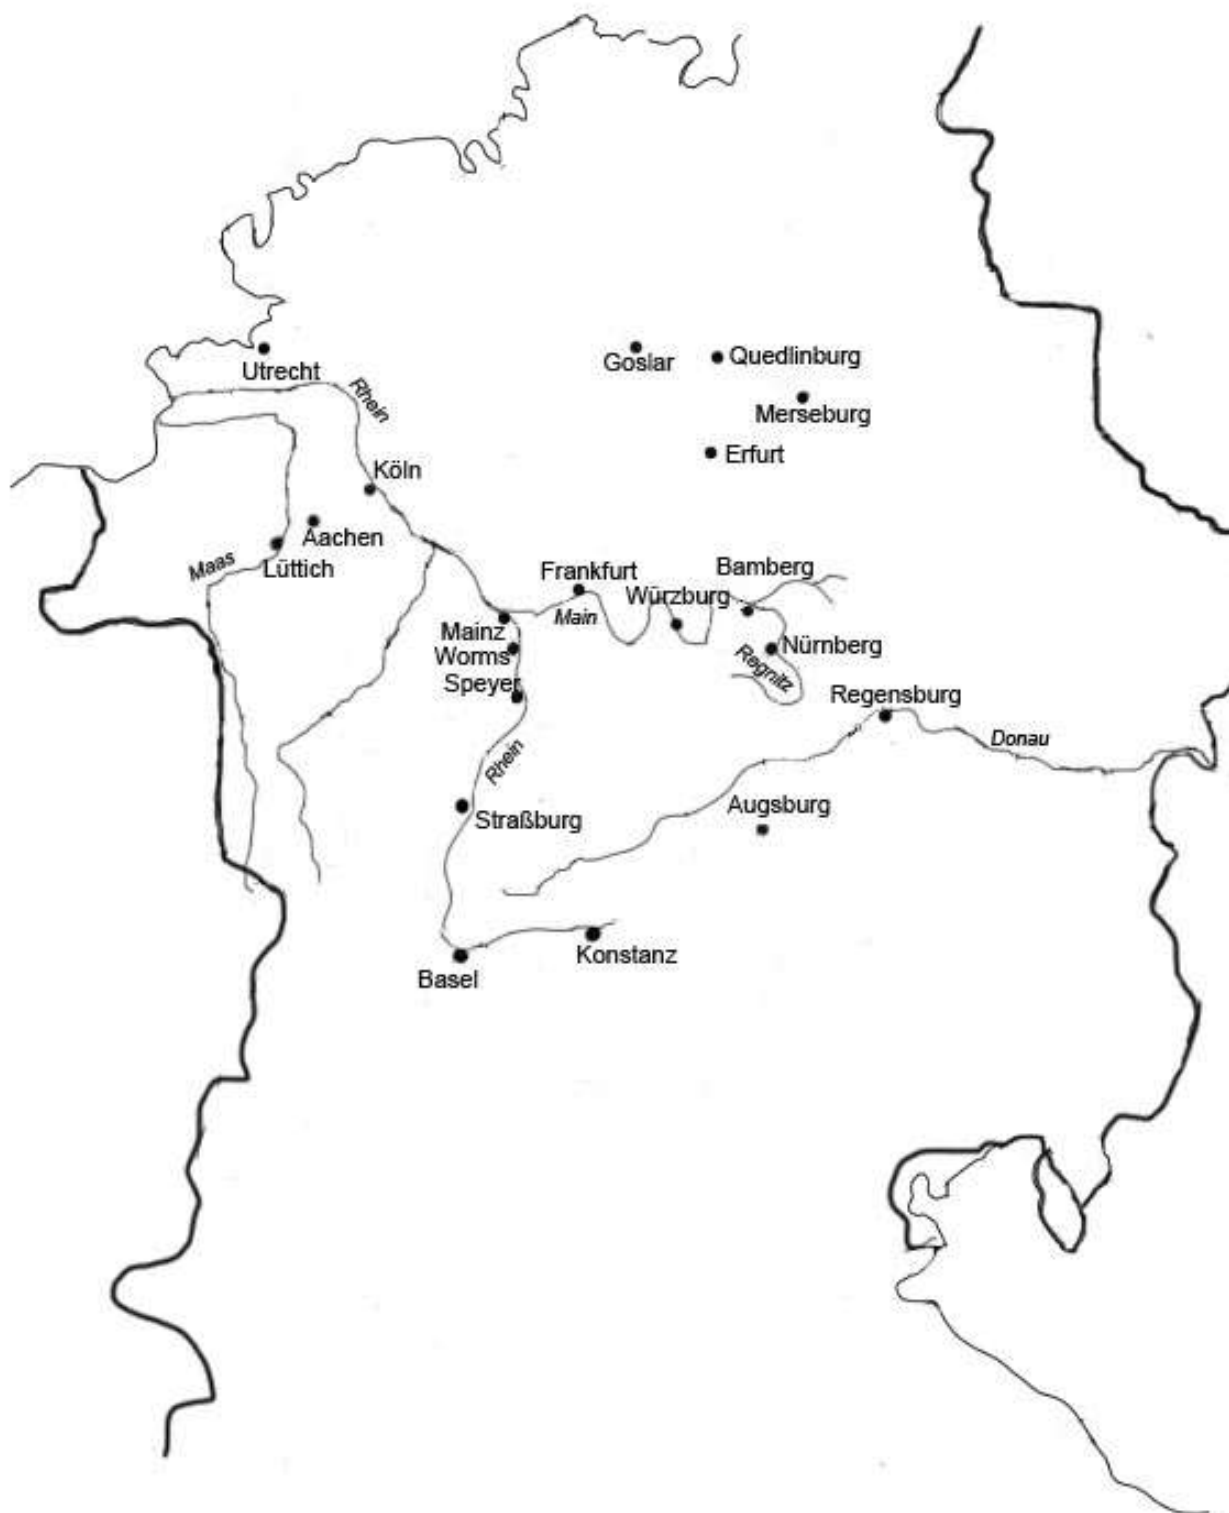 Utrecht
Goslar
Quedlinburg
Rhein
Merseburg
Erfurt
Köln
Aachen
Maas
Lüttich
Frankfurt
Bamberg
Würzburg
Main
Mainz
Worms
Nürnberg
Regnitz
Speyer
Regensburg
Donau
Rhein
Augsburg
Straßburg
Konstanz
Basel